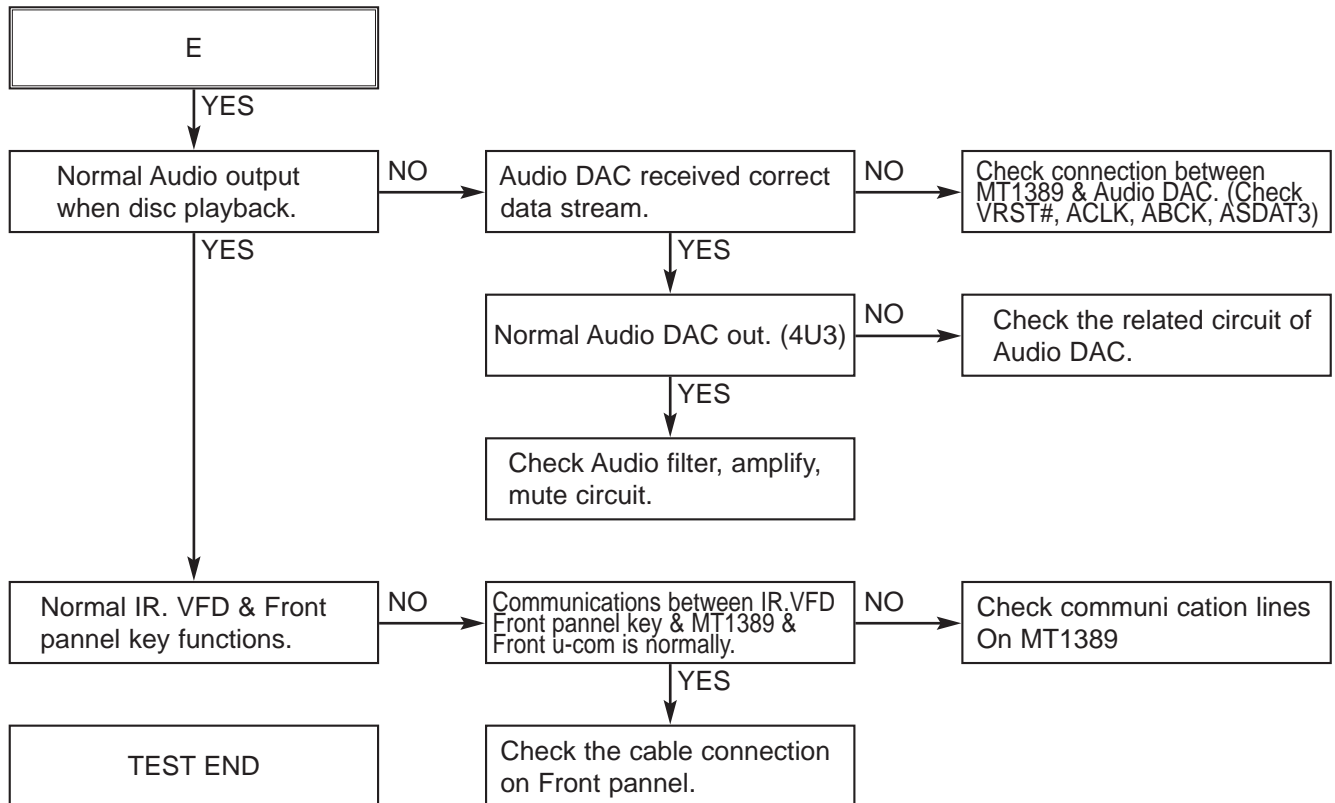 E
YES
Normal Audio output
when disc playback.
NO
Audio DAC received correct
data stream.
NO
Check connection between
MT1389 & Audio DAC. (Check
VRST#, ACLK, ABCK, ASDAT3)
YES
YES
Normal Audio DAC out. (4U3)
NO
Check the related circuit of
Audio DAC.
YES
Check Audio filter, amplify,
mute circuit.
Normal IR. VFD & Front
pannel key functions.
NO
Communications between IR.VFD
Front pannel key & MT1389 &
Front u-com is normally.
NO
Check communi cation lines
On MT1389
YES
TEST END
Check the cable connection
on Front pannel.